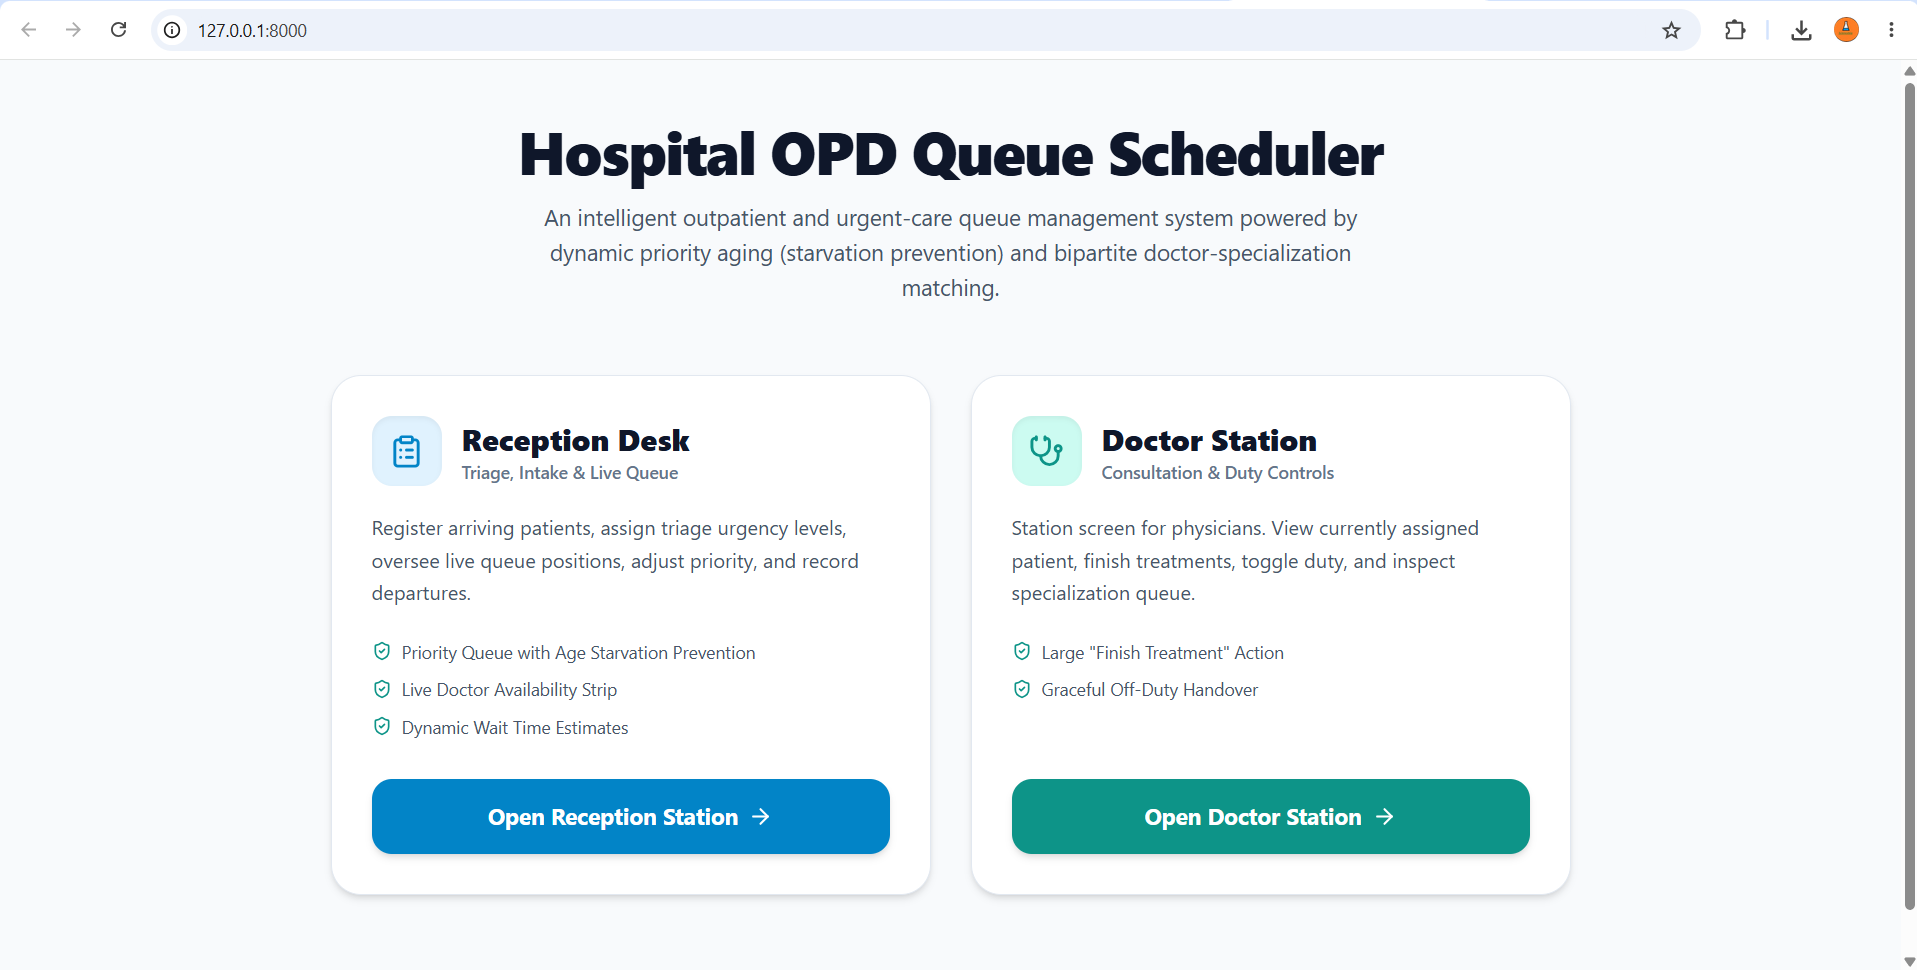 127.0.0.1:8000
Hospital OPD Queue Scheduler
An intelligent outpatient and urgent-care queue management system powered by
dynamic priority aging (starvation prevention) and bipartite doctor-specialization
matching.
Reception Desk
Triage, Intake & Live Queue
Register arriving patients, assign triage urgency levels,
oversee live queue positions, adjust priority, and record
departures.
Priority Queue with Age Starvation Prevention
Live Doctor Availability Strip
Dynamic Wait Time Estimates
Open Reception Station →
Doctor Station
Consultation & Duty Controls
Station screen for physicians. View currently assigned
patient, finish treatments, toggle duty, and inspect
specialization queue.
Large "Finish Treatment" Action
Graceful Off-Duty Handover
Open Doctor Station →